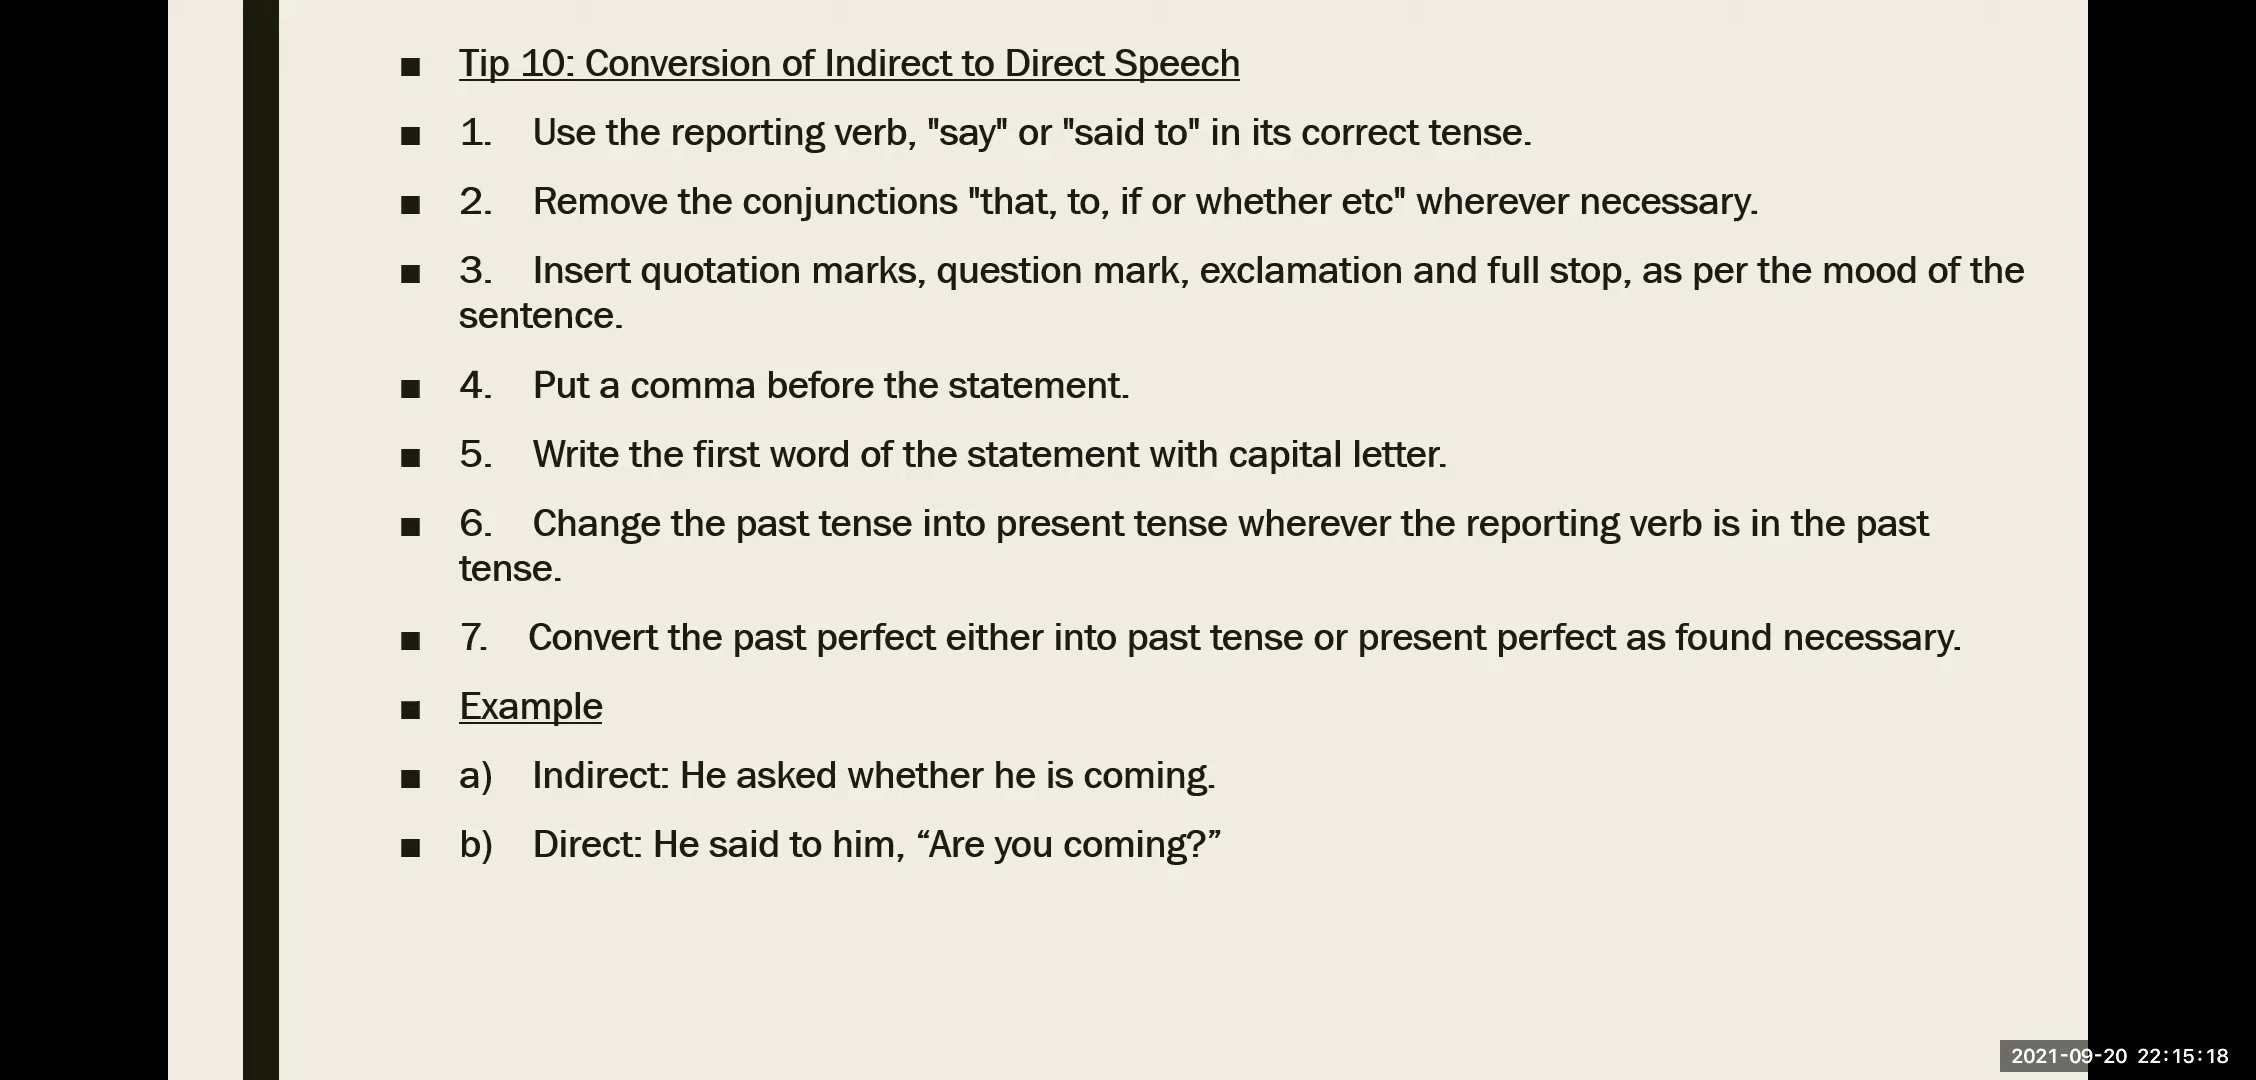 Tip 10: Conversion of Indirect to Direct Speech
1. Use the reporting verb, "say" or "said to" in its correct tense.
2. Remove the conjunctions "that, to, if or whether etc" wherever necessary.
3. Insert quotation marks, question mark, exclamation and full stop, as per the mood of the
sentence.
4. Put a comma before the statement.
5. Write the first word of the statement with capital letter.
6. Change the past tense into present tense wherever the reporting verb is in the past
tense.
7. Convert the past perfect either into past tense or present perfect as found necessary.
Example
a) Indirect: He asked whether he is coming.
b) Direct: He said to him, “Are you coming?”
2021-09-20 22:15:18